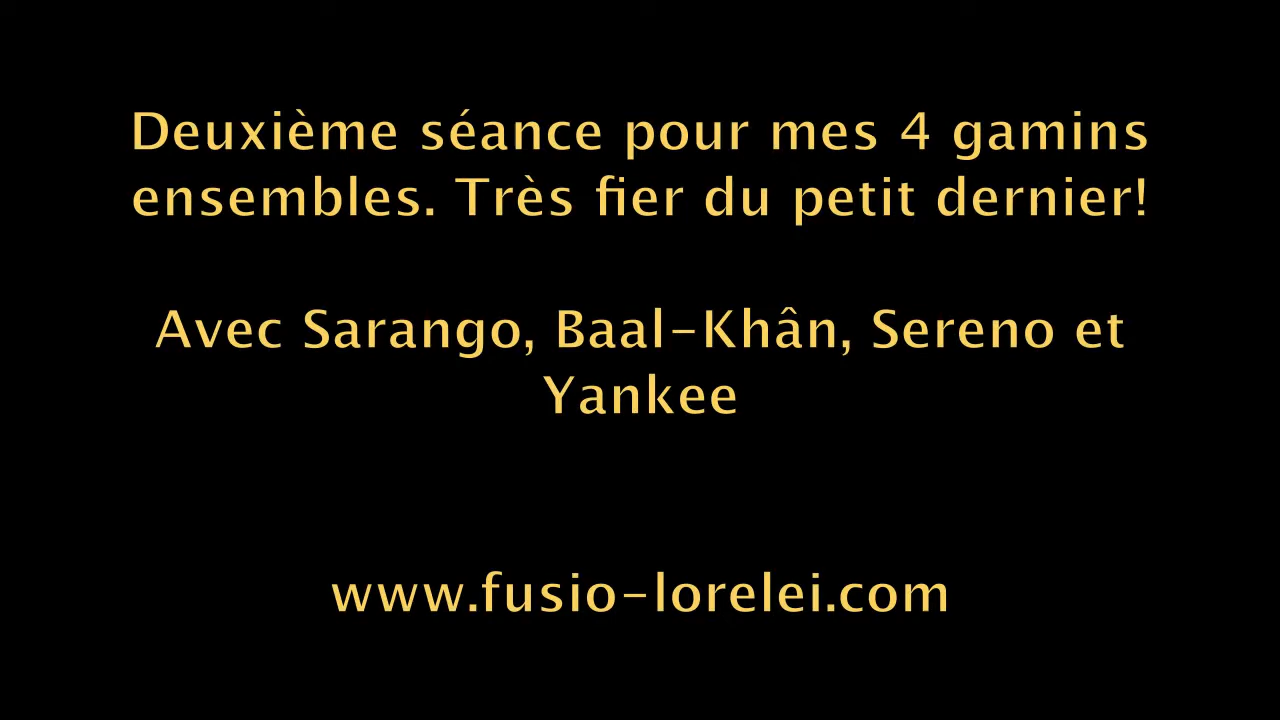 Deuxième séance pour mes 4 gamins
ensembles. Très fier du petit dernier!
Avec Sarango, Baal-Khân, Sereno et
Yankee
www.fusio-lorelei.com